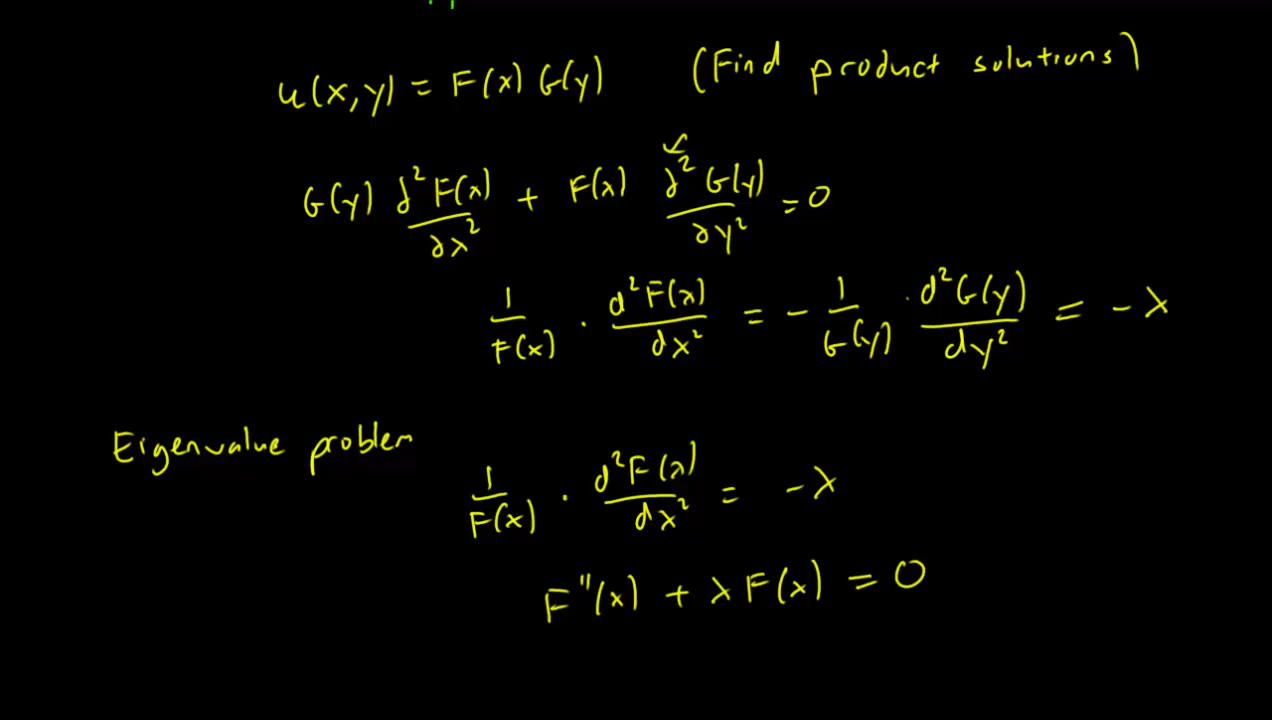 u(x,y) = F(x) G(y) (Find product solutions)
G(y) ∂²F(x)/∂x² + F(x) ∂²G(y)/∂y² = 0
1/F(x) · d²F(x)/dx² = - 1/G(y) · d²G(y)/dy² = -λ
Eigenvalue problem
1/F(x) · d²F(x)/dx² = -λ
F''(x) + λF(x) = 0